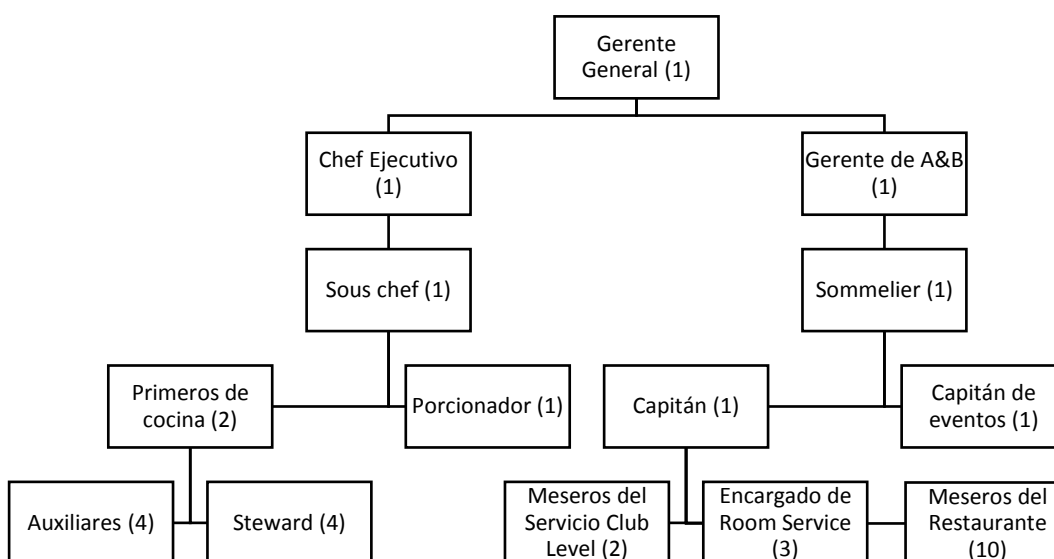 Gerente
General (1)
Chef Ejecutivo
(1)
Gerente de A&B
(1)
Sous chef (1)
Sommelier (1)
Primeros de
cocina (2)
Porcionador (1)
Capitán (1)
Capitán de
eventos (1)
Auxiliares (4)
Steward (4)
Meseros del
Servicio Club
Level (2)
Encargado de
Room Service
(3)
Meseros del
Restaurante
(10)